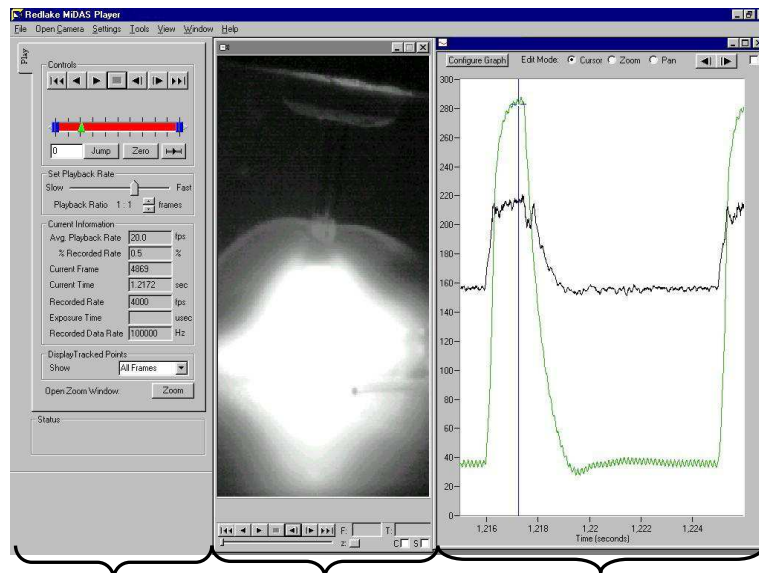 Redlake MiDAS Player
File Open Camera Settings Tools View Window Help
Play
Controls
0 Jump Zero
Set Playback Rate
Slow Fast
Playback Ratio 1 : 1 frames
Current Information
Avg. Playback Rate 20.0 fps
% Recorded Rate 0.5 %
Current Frame 4869
Current Time 1.2172 sec
Recorded Rate 4000 fps
Exposure Time usec
Recorded Data Rate 100000 Hz
DisplayTracked Points
Show All Frames
Open Zoom Window: Zoom
Status
F: T:
z: C S
Configure Graph Edit Mode: Cursor Zoom Pan
300
280
260
240
220
200
180
160
140
120
100
80
60
40
20
0
1,216 1,218 1,22 1,222 1,224
Time (seconds)